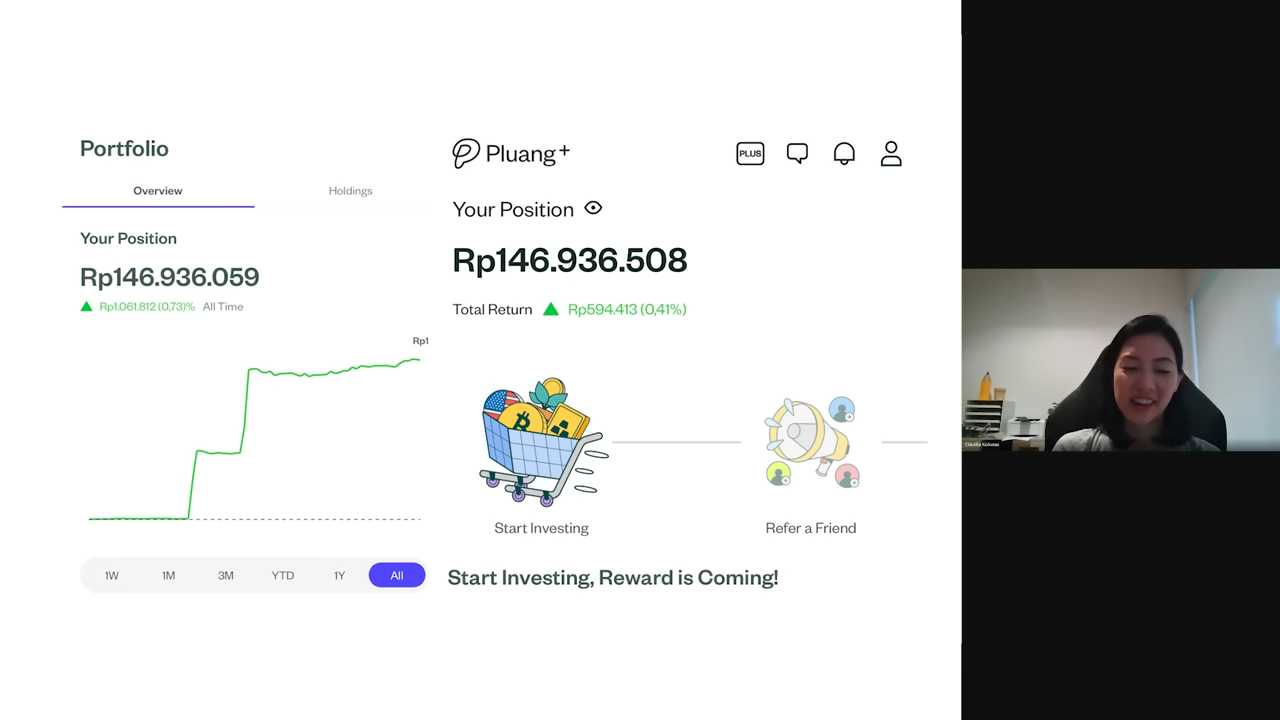 Portfolio
Overview
Holdings
Your Position
Rp146.936.059
Rp1.061.812 (0,73)% All Time
Rp1
1W 1M 3M YTD 1Y All
Pluang+
PLUS
Your Position
Rp146.936.508
Total Return Rp594.413 (0,41%)
Start Investing
Refer a Friend
Start Investing, Reward is Coming!
Claudia Kolonas